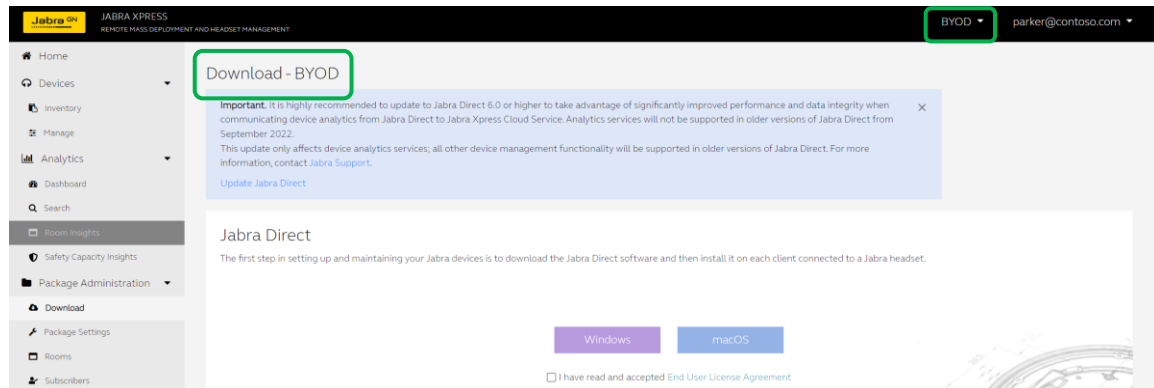 Jabra GN
JABRA XPRESS
REMOTE MASS DEPLOYMENT AND HEADSET MANAGEMENT
BYOD
parker@contoso.com
Home
Devices
Inventory
Manage
Analytics
Dashboard
Search
Room Insights
Safety Capacity Insights
Package Administration
Download
Package Settings
Rooms
Subscribers
Download - BYOD
Important. It is highly recommended to update to Jabra Direct 6.0 or higher to take advantage of significantly improved performance and data integrity when
communicating device analytics from Jabra Direct to Jabra Xpress Cloud Service. Analytics services will not be supported in older versions of Jabra Direct from
September 2022.
This update only affects device analytics services; all other device management functionality will be supported in older versions of Jabra Direct. For more
information, contact Jabra Support.
Update Jabra Direct
Jabra Direct
The first step in setting up and maintaining your Jabra devices is to download the Jabra Direct software and then install it on each client connected to a Jabra headset.
Windows
macOS
I have read and accepted End User License Agreement